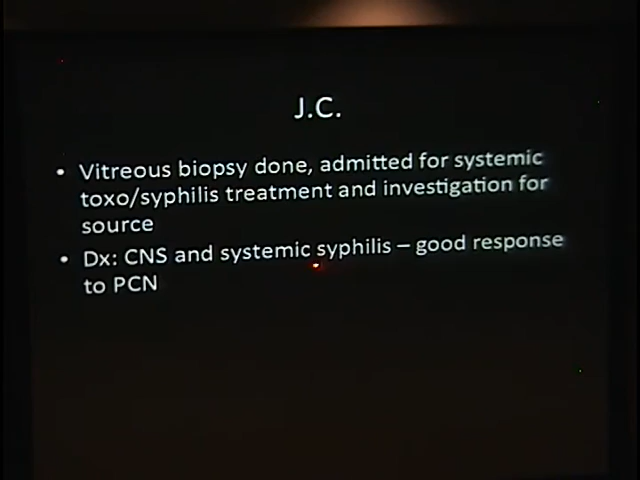 J.C.
• Vitreous biopsy done, admitted for systemic
toxo/syphilis treatment and investigation for
source
• Dx: CNS and systemic syphilis – good response
to PCN